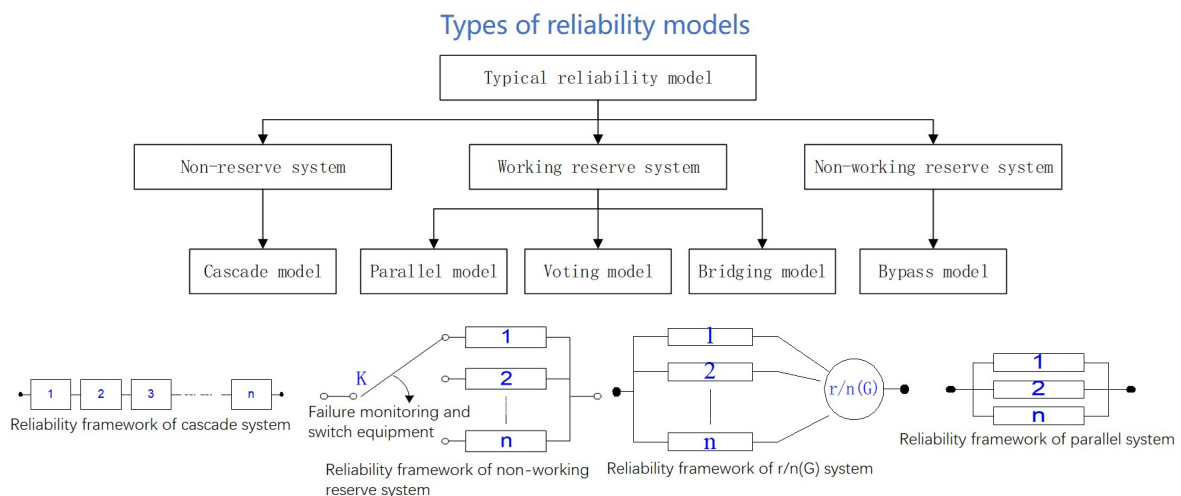 Types of reliability models
Typical reliability model
Non-reserve system
Working reserve system
Non-working reserve system
Cascade model
Parallel model
Voting model
Bridging model
Bypass model
1
2
3
n
Reliability framework of cascade system
K
Failure monitoring and
switch equipment
1
2
n
Reliability framework of non-working
reserve system
1
2
n
r/n(G)
Reliability framework of r/n(G) system
1
2
n
Reliability framework of parallel system